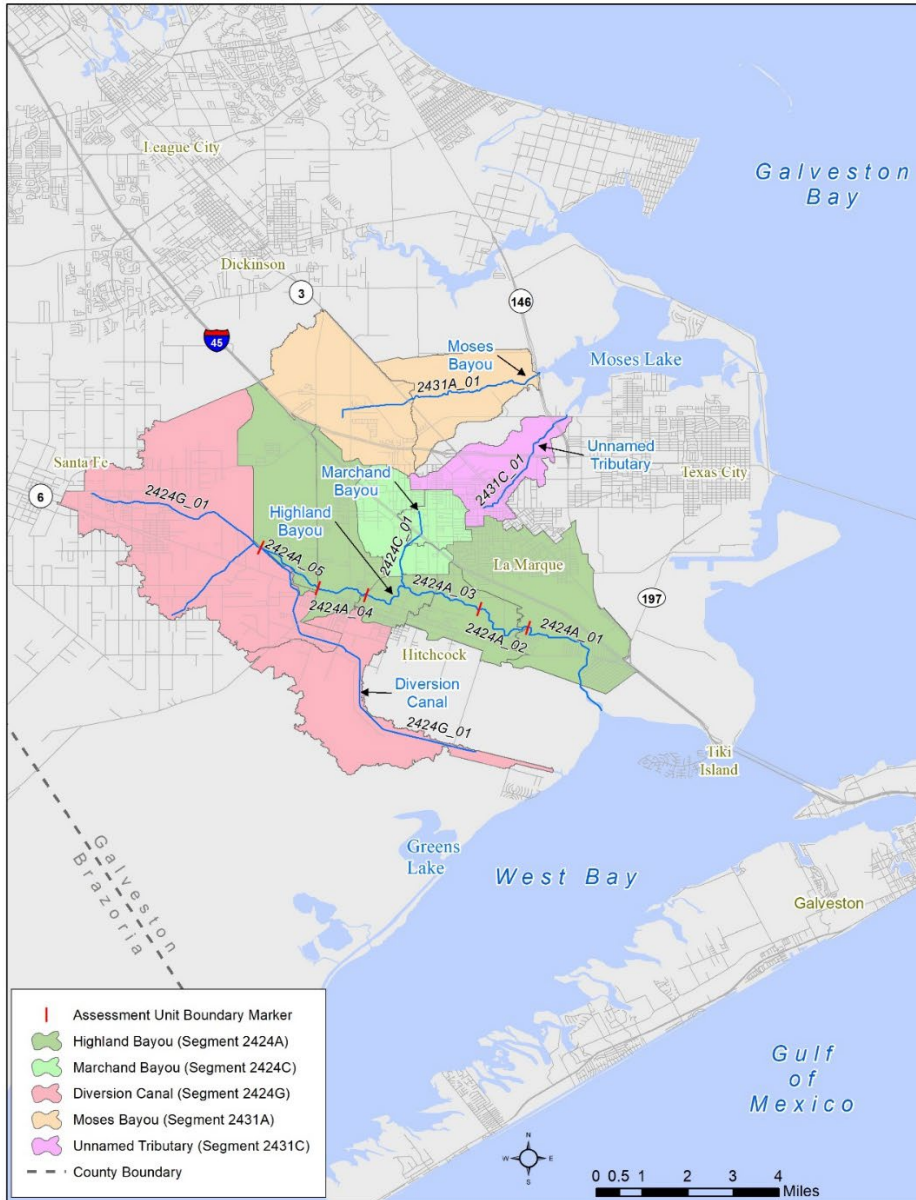 League City
Galveston
Bay
Dickinson
3
146
45
Moses
Bayou
Moses Lake
2431A_01
Unnamed
Tributary
Santa Fe
Marchand
Bayou
2431C_01
Texas City
6
2424G_01
Highland
Bayou
2424C_01
2424A_05
La Marque
2424A_03
197
2424A_04
2424A_01
2424A_02
Hitchcock
Diversion
Canal
2424G_01
Tiki
Island
Greens
Lake
West Bay
Galveston
Galveston
Brazoria
Assessment Unit Boundary Marker
Highland Bayou (Segment 2424A)
Marchand Bayou (Segment 2424C)
Diversion Canal (Segment 2424G)
Moses Bayou (Segment 2431A)
Unnamed Tributary (Segment 2431C)
County Boundary
Gulf
of
Mexico
N
W E
S
0 0.5 1 2 3 4
Miles